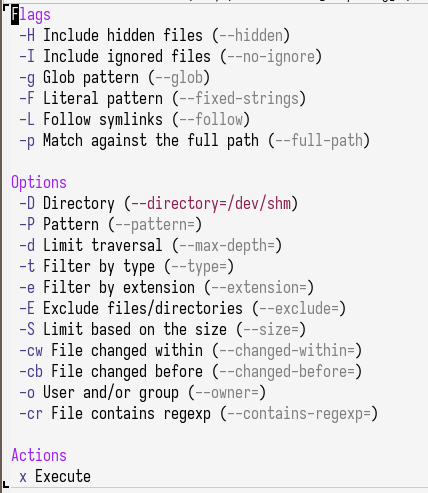 Flags
-H Include hidden files (--hidden)
-I Include ignored files (--no-ignore)
-g Glob pattern (--glob)
-F Literal pattern (--fixed-strings)
-L Follow symlinks (--follow)
-p Match against the full path (--full-path)
Options
-D Directory (--directory=/dev/shm)
-P Pattern (--pattern=)
-d Limit traversal (--max-depth=)
-t Filter by type (--type=)
-e Filter by extension (--extension=)
-E Exclude files/directories (--exclude=)
-S Limit based on the size (--size=)
-cw File changed within (--changed-within=)
-cb File changed before (--changed-before=)
-o User and/or group (--owner=)
-cr File contains regexp (--contains-regexp=)
Actions
x Execute